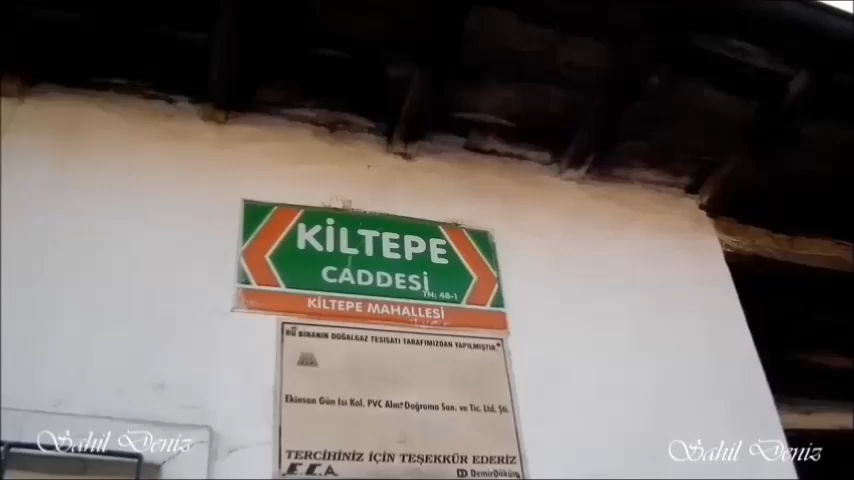 KİLTEPE
CADDESİ
TN: 48-1
KİLTEPE MAHALLESİ
BU BİNANIN DOĞALGAZ TESİSATI TARAFIMIZDAN YAPILMIŞTIR
Ekinsan Gün Isı Kol. PVC Alm. Doğrama San. ve Tic. Ltd. Şti.
TERCİHİNİZ İÇİN TEŞEKKÜR EDERİZ
E.C.A DemirDöküm
Sahil Deniz Sahil Deniz